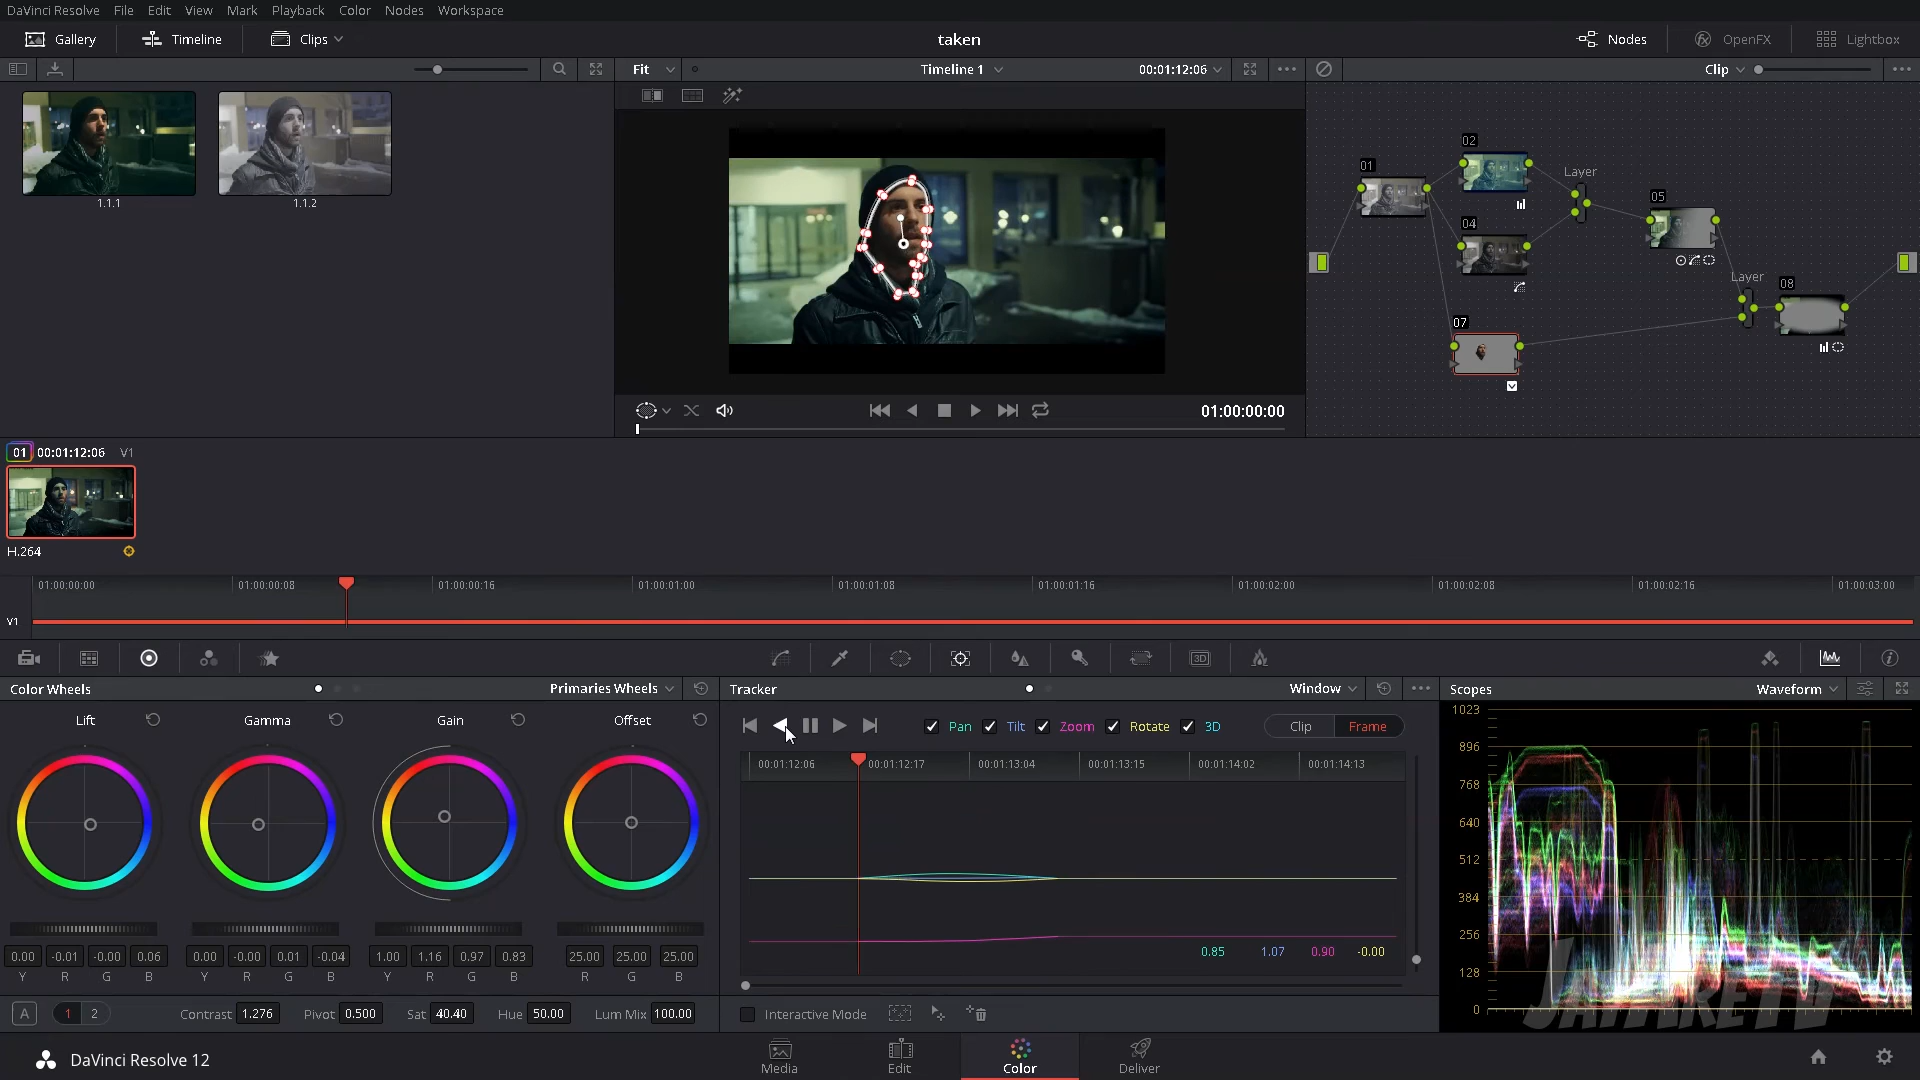 DaVinci Resolve File Edit View Mark Playback Color Nodes Workspace
Gallery Timeline Clips taken Nodes OpenFX Lightbox
Fit Timeline 1 00:01:12:06 Clip
1.1.1 1.1.2
01 02 Layer 04 05 Layer 08 07
01:00:00:00
01 00:01:12:06 V1
H.264
01:00:00:00 01:00:00:08 01:00:00:16 01:00:01:00 01:00:01:08 01:00:01:16 01:00:02:00 01:00:02:08 01:00:02:16 01:00:03:00
V1
3D
Color Wheels Primaries Wheels Tracker Window Scopes Waveform
Lift Gamma Gain Offset
Pan Tilt Zoom Rotate 3D Clip Frame
00:01:12:06 00:01:12:17 00:01:13:04 00:01:13:15 00:01:14:02 00:01:14:13
1023
896
768
640
512
384
256
128
0
0.85 1.07 0.90 -0.00
0.00 -0.01 -0.00 0.06 0.00 -0.00 0.01 -0.04 1.00 1.16 0.97 0.83 25.00 25.00 25.00
Y R G B Y R G B Y R G B R G B
A 1 2 Contrast 1.276 Pivot 0.500 Sat 40.40 Hue 50.00 Lum Mix 100.00
Interactive Mode
DaVinci Resolve 12
Media Edit Color Deliver